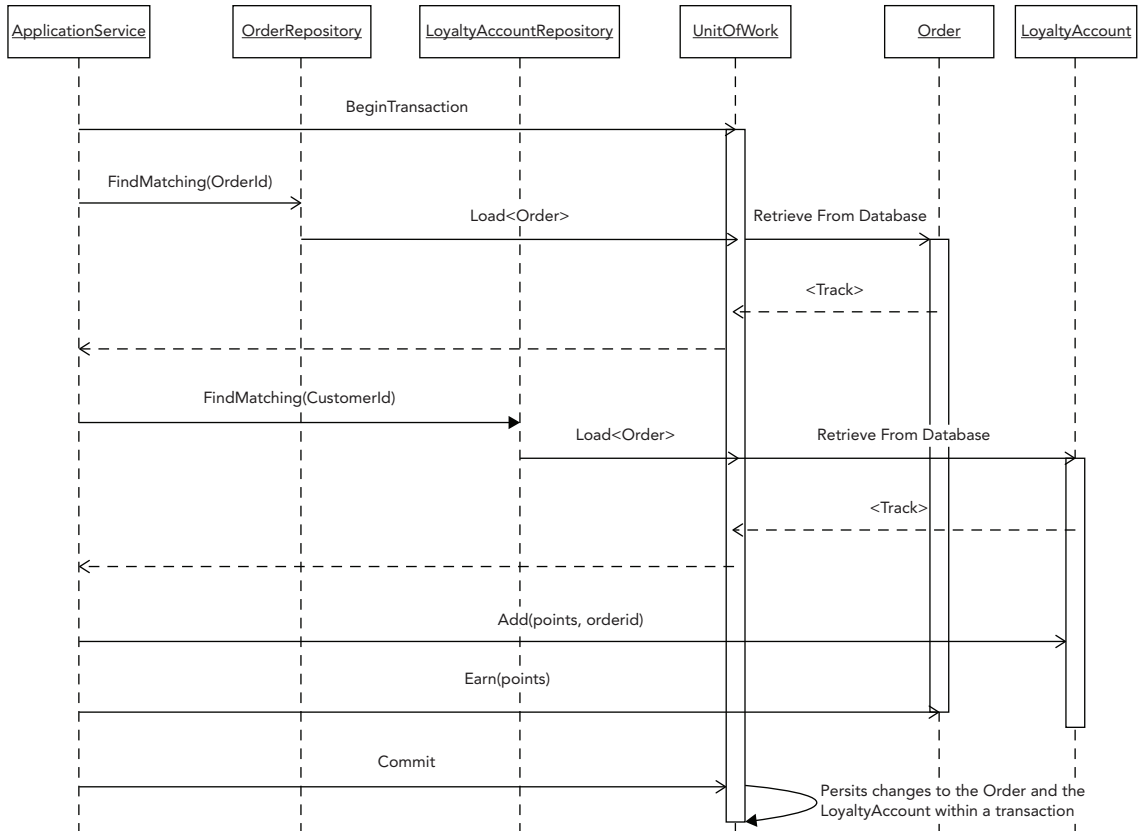 ApplicationService
OrderRepository
LoyaltyAccountRepository
UnitOfWork
Order
LoyaltyAccount
BeginTransaction
FindMatching(OrderId)
Load<Order>
Retrieve From Database
<Track>
FindMatching(CustomerId)
Load<Order>
Retrieve From Database
<Track>
Add(points, orderid)
Earn(points)
Commit
Persits changes to the Order and the
LoyaltyAccount within a transaction